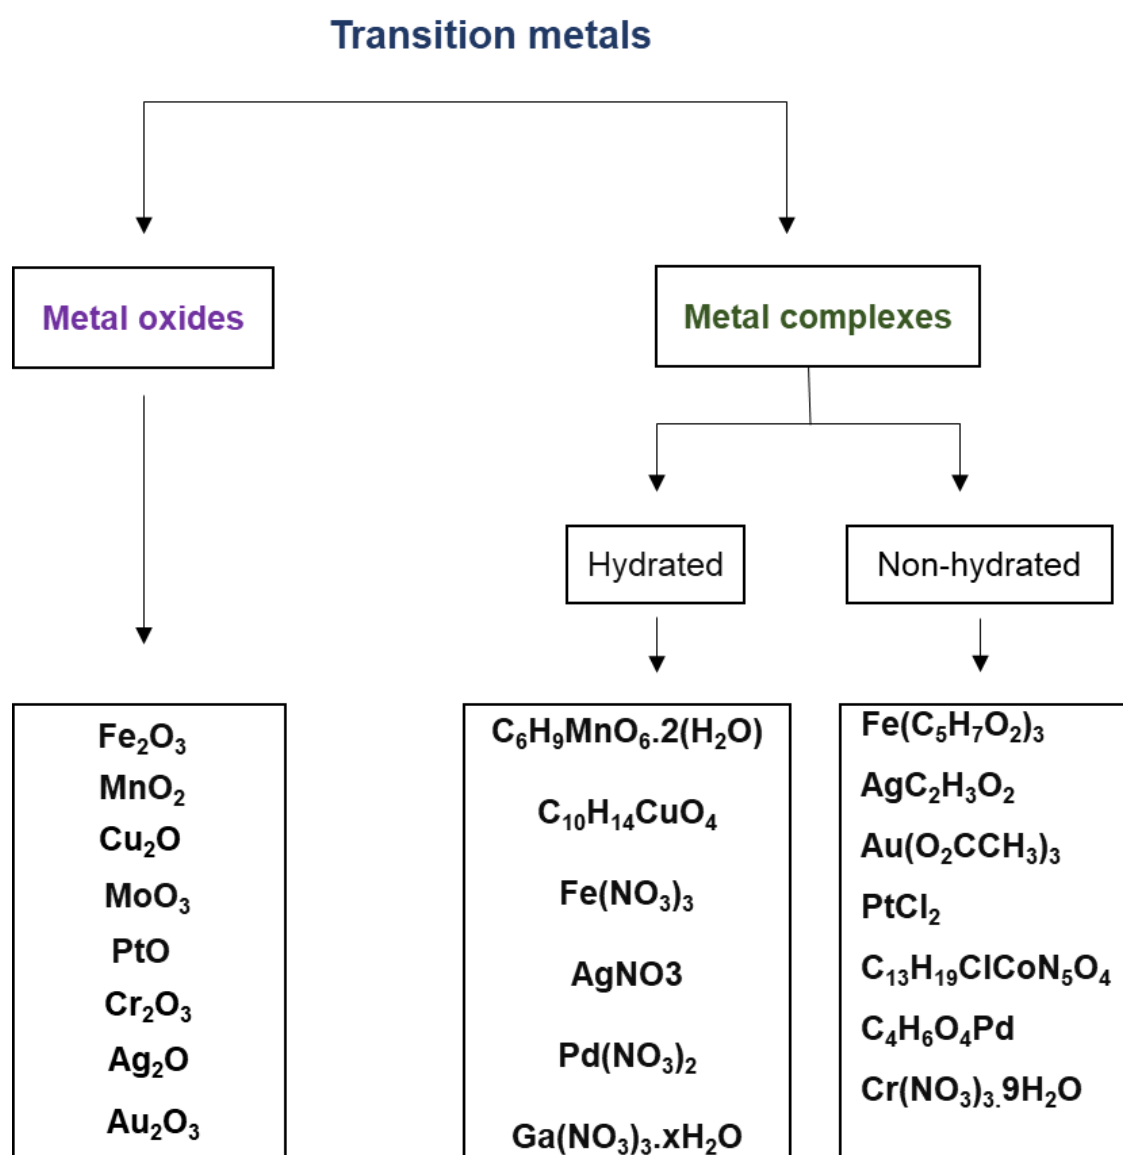 Transition metals
Metal oxides
Metal complexes
Hydrated
Non-hydrated
Fe₂O₃
MnO₂
Cu₂O
MoO₃
PtO
Cr₂O₃
Ag₂O
Au₂O₃
C₆H₉MnO₆.2(H₂O)
C₁₀H₁₄CuO₄
Fe(NO₃)₃
AgNO3
Pd(NO₃)₂
Ga(NO₃)₃.xH₂O
Fe(C₅H₇O₂)₃
AgC₂H₃O₂
Au(O₂CCH₃)₃
PtCl₂
C₁₃H₁₉ClCoN₅O₄
C₄H₆O₄Pd
Cr(NO₃)₃.9H₂O